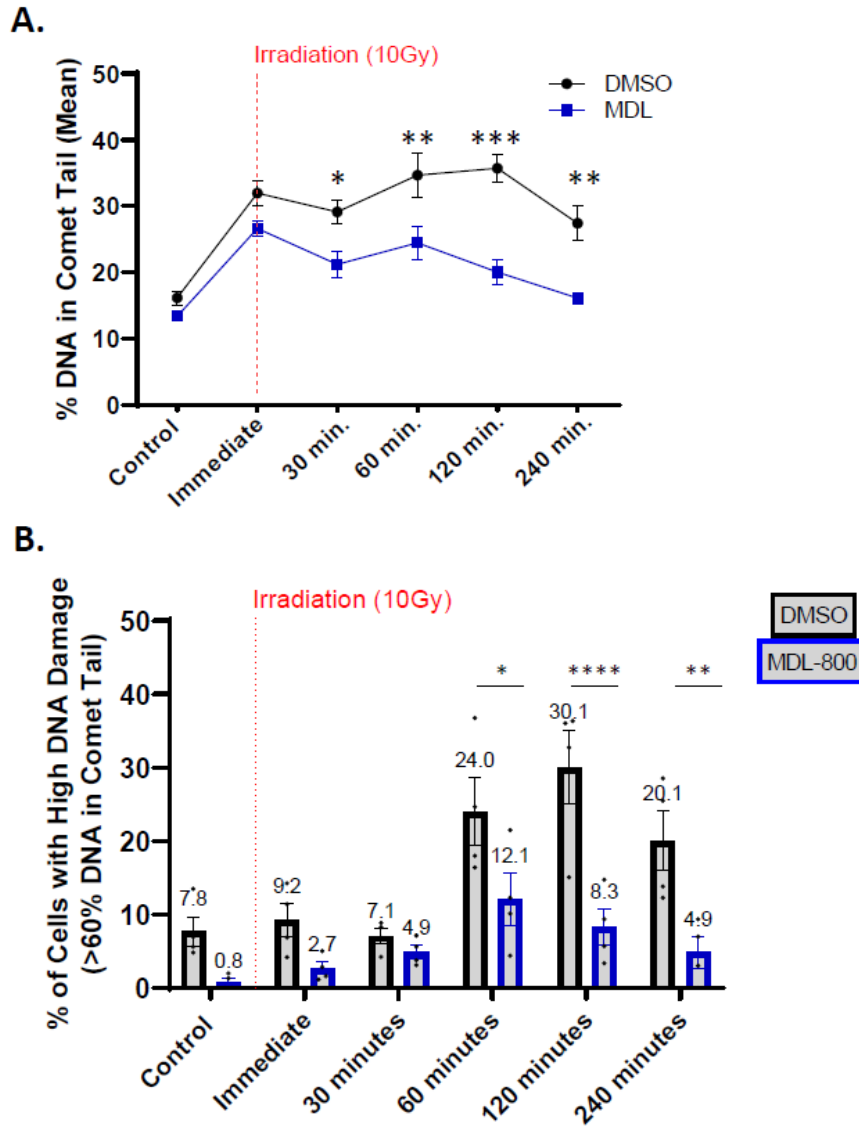 A.
Irradiation (10Gy)
% DNA in Comet Tail (Mean)
50
40
30
20
10
0
DMSO
MDL
*
**
***
**
Control
Immediate
30 min.
60 min.
120 min.
240 min.
B.
Irradiation (10Gy)
% of Cells with High DNA Damage
(>60% DNA in Comet Tail)
50
40
30
20
10
0
DMSO
MDL-800
*
****
**
7.8
0.8
9.2
2.7
7.1
4.9
24.0
12.1
30.1
8.3
20.1
4.9
Control
Immediate
30 minutes
60 minutes
120 minutes
240 minutes